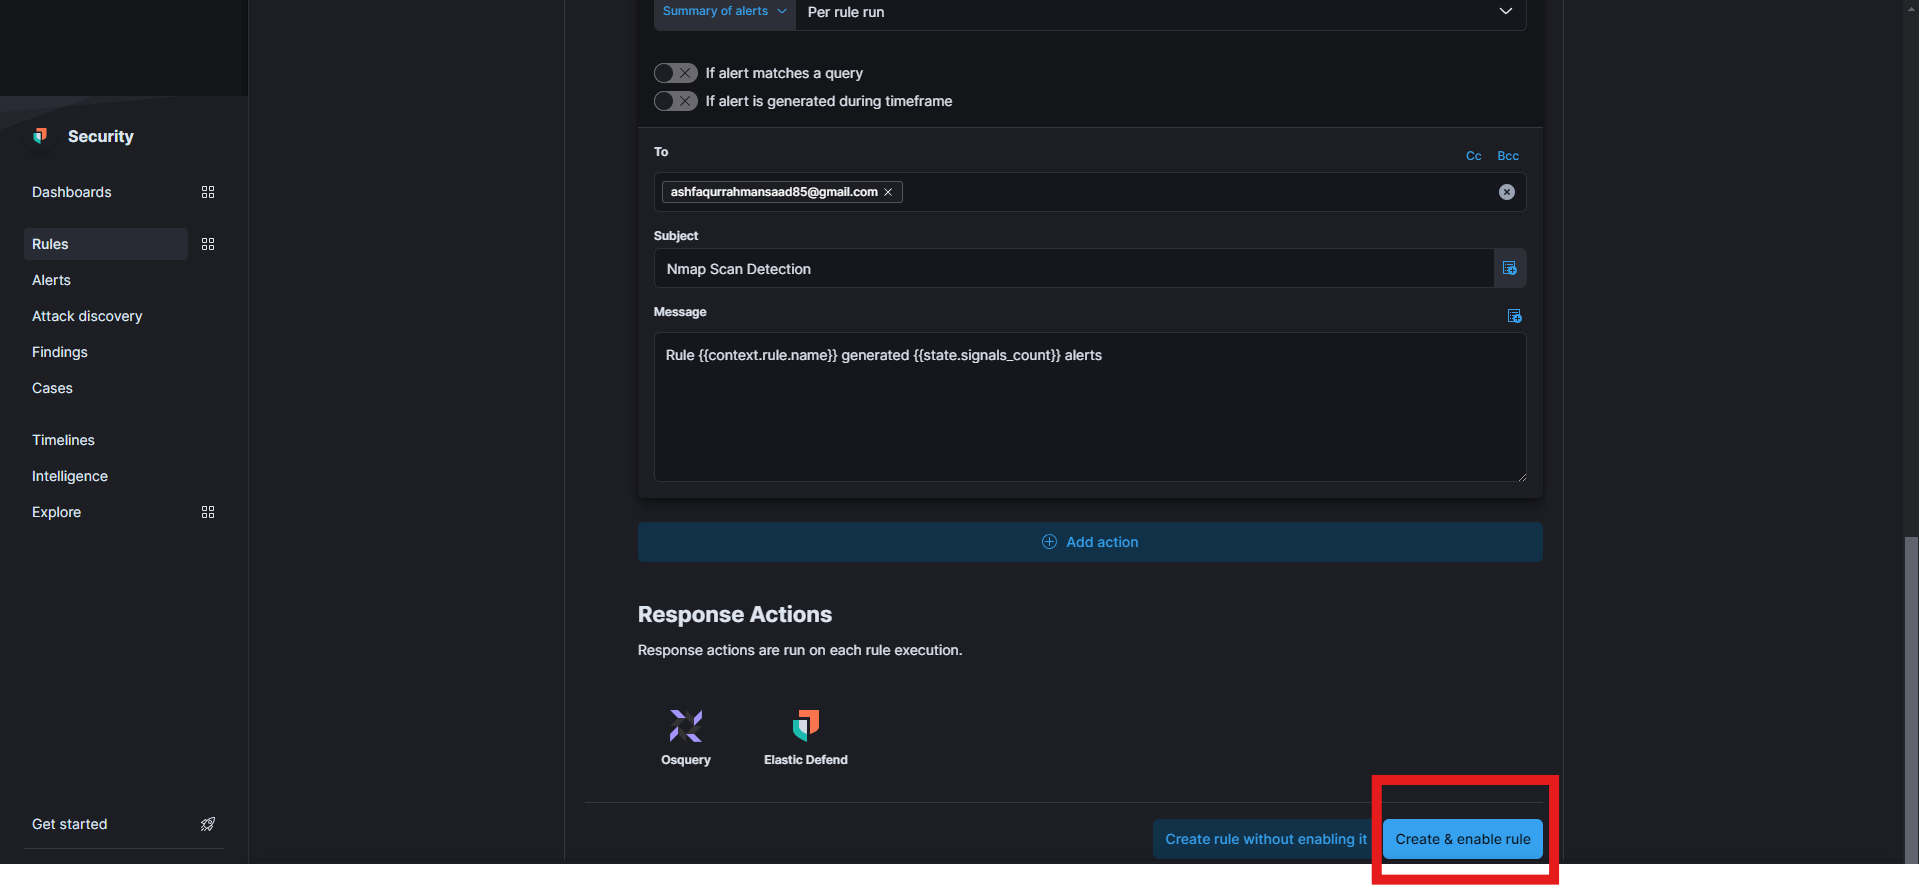 Summary of alerts
Per rule run
If alert matches a query
If alert is generated during timeframe
Security
Dashboards
Rules
Alerts
Attack discovery
Findings
Cases
Timelines
Intelligence
Explore
Get started
To
Cc Bcc
ashfaqurrahmansaad85@gmail.com
Subject
Nmap Scan Detection
Message
Rule {{context.rule.name}} generated {{state.signals_count}} alerts
Add action
Response Actions
Response actions are run on each rule execution.
Osquery
Elastic Defend
Create rule without enabling it
Create & enable rule